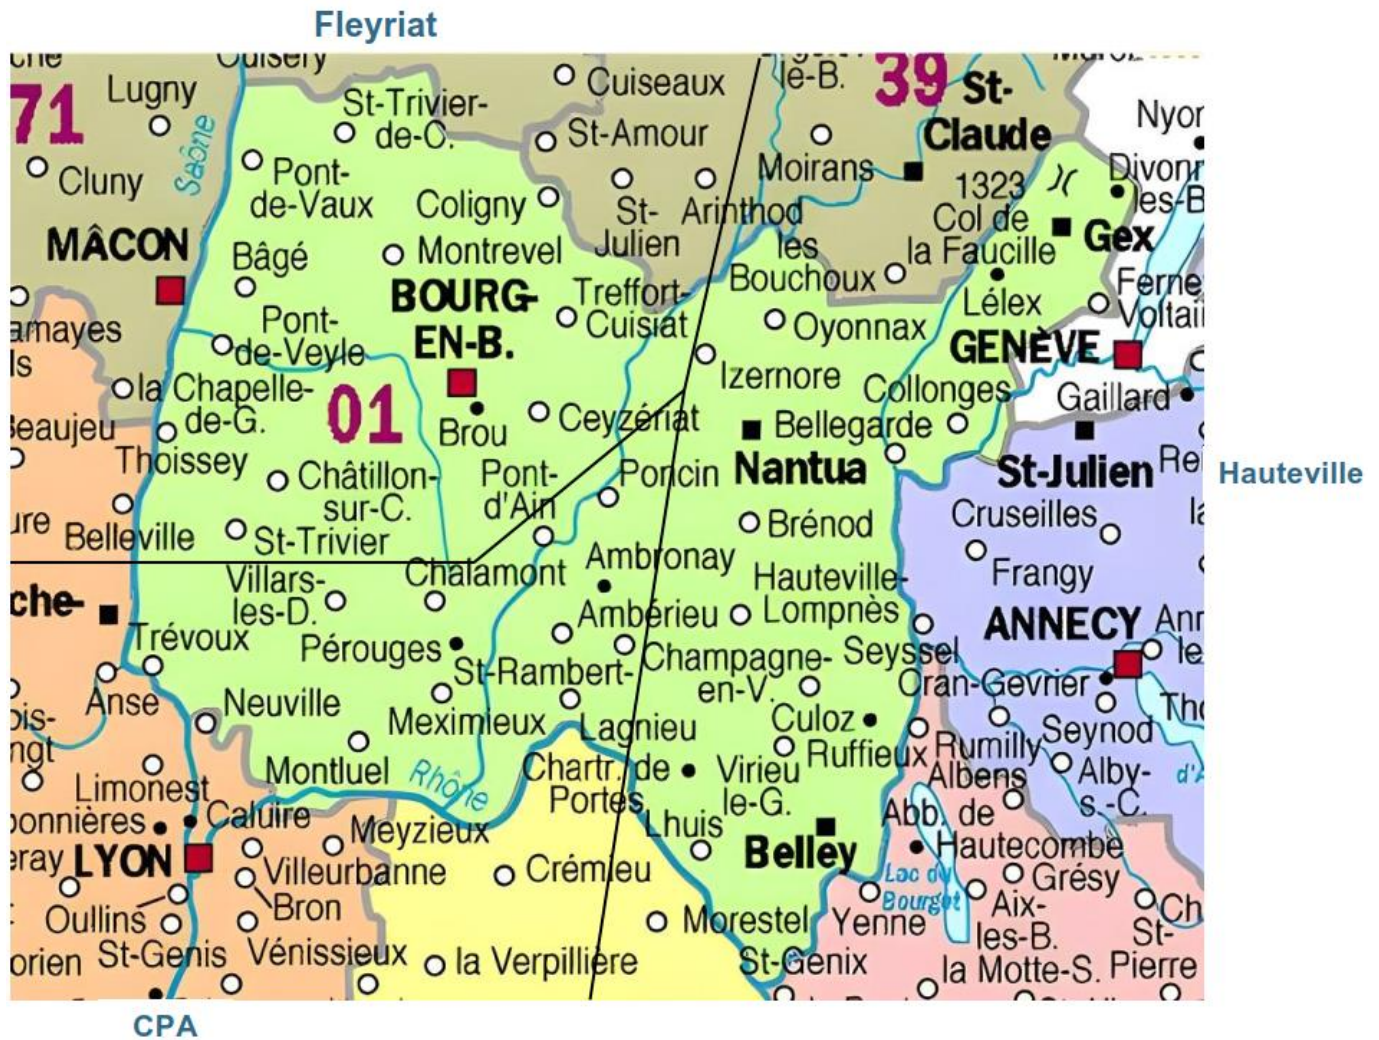 Fleyriat
Cuisery
Lugny
71
Cluny
Saône
MÂCON
St-Trivier-
de-C.
Pont-
de-Vaux
Cuiseaux
St-Amour
Coligny
St-
Julien
Arinthod
39
St-
Claude
le-B.
Moirans
Nyon
1323
Col de
la Faucille
Gex
les
Bouchoux
Lélex
Bâgé
Montrevel
BOURG-
EN-B.
Treffort-
Cuisiat
Oyonnax
GENÈVE
Pont-
de-Veyle
Izernore
Collonges
Gaillard
la Chapelle-
de-G.
01
Brou
Ceyzériat
Bellegarde
Thoissey
Châtillon-
sur-C.
Pont-
d'Ain
Poncin
Nantua
St-Julien
Hauteville
Belleville
St-Trivier
Brénod
Cruseilles
Frangy
Villars-
les-D.
Chalamont
Ambronay
Hauteville-
Lompnès
che-
Trévoux
Pérouges
Ambérieu
ANNECY
St-Rambert-
Champagne-
en-V.
Seyssel
Cran-Gevrier
Anse
Neuville
Meximieux
Lagnieu
Culoz
Ruffieux
Rumilly
Seynod
Limonest
Montluel
Rhône
Chartr. de
Portes
Virieu
le-G.
Albens
Alby-
s.-C.
Caluire
Meyzieux
Lhuis
Belley
Abb. de
Hautecombe
LYON
Villeurbanne
Crémieu
Lac du
Bourget
Grésy
Oullins
Bron
Morestel
Yenne
Aix-
les-B.
St-Genis
Vénissieux
la Verpillière
St-Genix
la Motte-S.
St-
Pierre
CPA